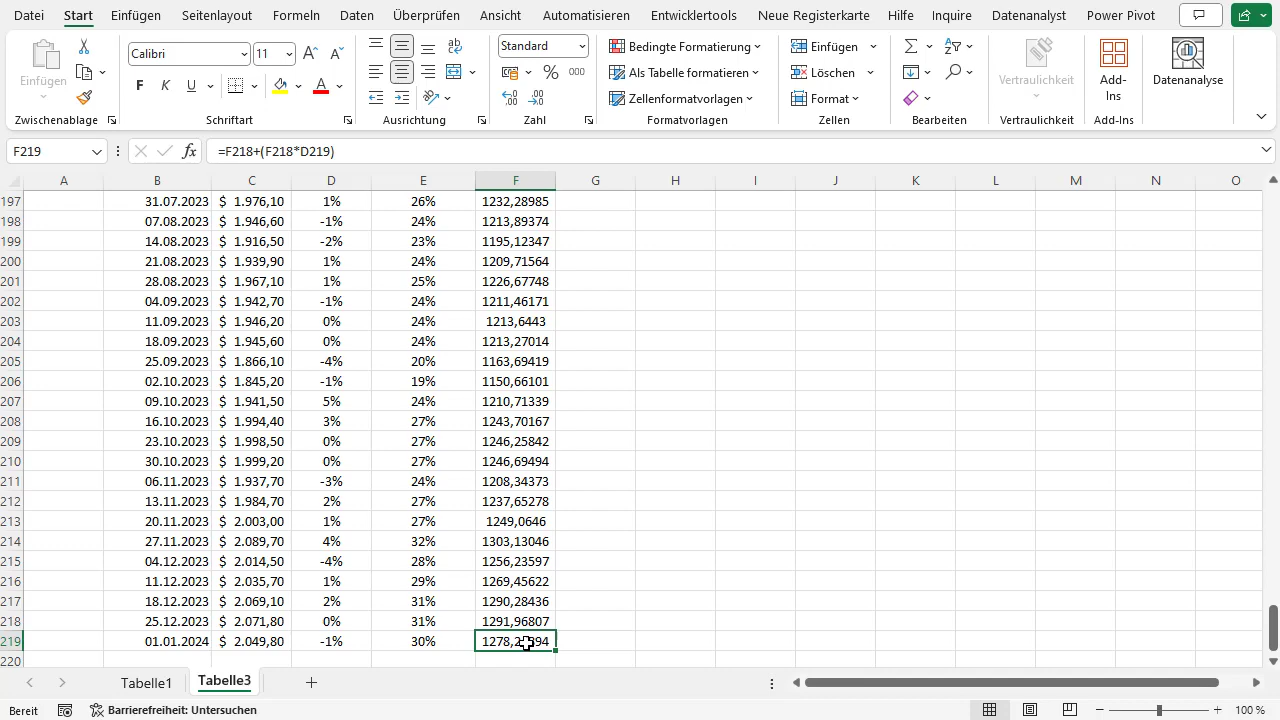 Datei Start Einfügen Seitenlayout Formeln Daten Überprüfen Ansicht Automatisieren Entwicklertools Neue Registerkarte Hilfe Inquire Datenanalyst Power Pivot
Einfügen
Calibri 11
F K U
ab
Standard
% 000
Bedingte Formatierung
Als Tabelle formatieren
Zellenformatvorlagen
Einfügen
Löschen
Format
Vertraulichkeit
Add-Ins
Datenanalyse
Zwischenablage Schriftart Ausrichtung Zahl Formatvorlagen Zellen Bearbeiten Vertraulichkeit Add-Ins
F219 fx =F218+(F218*D219)
A B C D E F G H I J K L M N O
197 31.07.2023 $ 1.976,10 1% 26% 1232,28985
198 07.08.2023 $ 1.946,60 -1% 24% 1213,89374
199 14.08.2023 $ 1.916,50 -2% 23% 1195,12347
200 21.08.2023 $ 1.939,90 1% 24% 1209,71564
201 28.08.2023 $ 1.967,10 1% 25% 1226,67748
202 04.09.2023 $ 1.942,70 -1% 24% 1211,46171
203 11.09.2023 $ 1.946,20 0% 24% 1213,6443
204 18.09.2023 $ 1.945,60 0% 24% 1213,27014
205 25.09.2023 $ 1.866,10 -4% 20% 1163,69419
206 02.10.2023 $ 1.845,20 -1% 19% 1150,66101
207 09.10.2023 $ 1.941,50 5% 24% 1210,71339
208 16.10.2023 $ 1.994,40 3% 27% 1243,70167
209 23.10.2023 $ 1.998,50 0% 27% 1246,25842
210 30.10.2023 $ 1.999,20 0% 27% 1246,69494
211 06.11.2023 $ 1.937,70 -3% 24% 1208,34373
212 13.11.2023 $ 1.984,70 2% 27% 1237,65278
213 20.11.2023 $ 2.003,00 1% 27% 1249,0646
214 27.11.2023 $ 2.089,70 4% 32% 1303,13046
215 04.12.2023 $ 2.014,50 -4% 28% 1256,23597
216 11.12.2023 $ 2.035,70 1% 29% 1269,45622
217 18.12.2023 $ 2.069,10 2% 31% 1290,28436
218 25.12.2023 $ 2.071,80 0% 31% 1291,96807
219 01.01.2024 $ 2.049,80 -1% 30%
220
Tabelle1 Tabelle3
Bereit Barrierefreiheit: Untersuchen 100 %